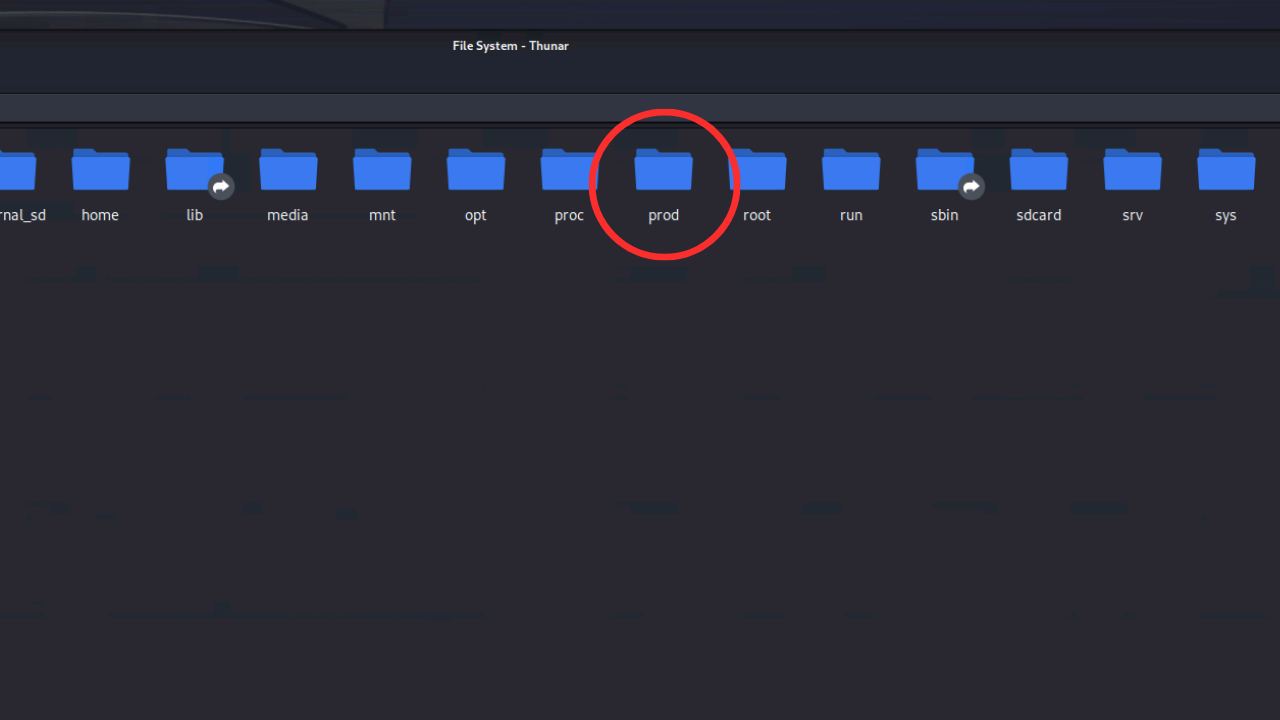 File System - Thunar
rnal_sd home lib media mnt opt proc prod root run sbin sdcard srv sys